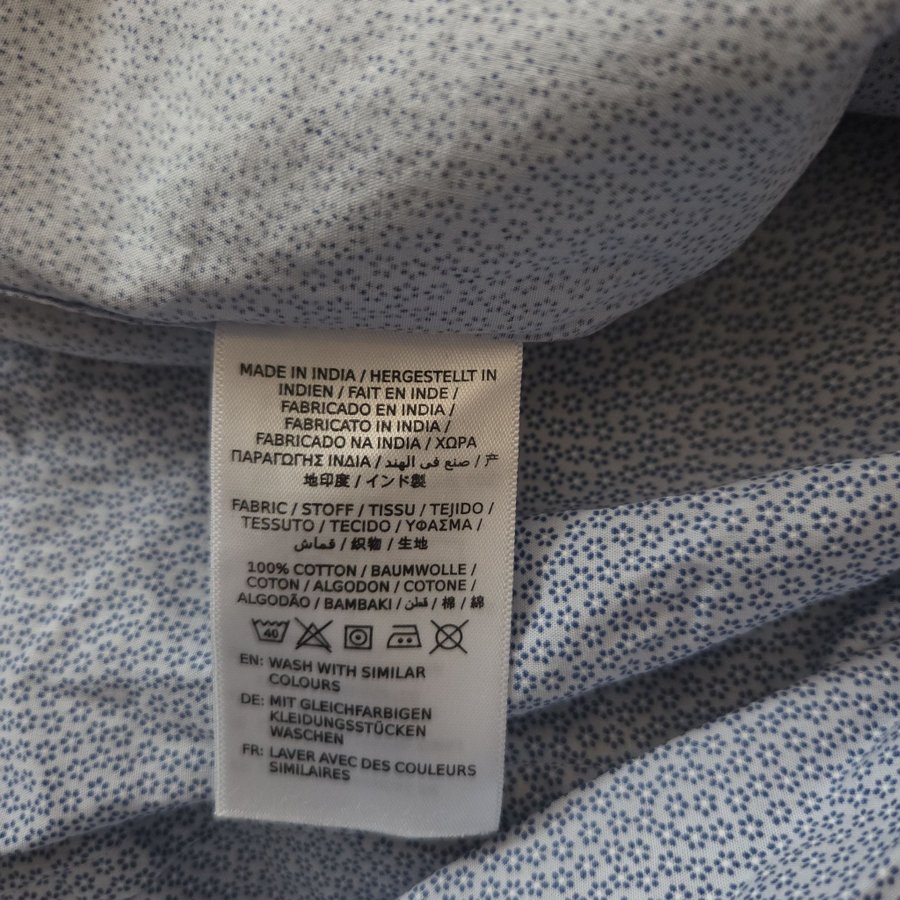 MADE IN INDIA / HERGESTELLT IN
INDIEN / FAIT EN INDE /
FABRICADO EN INDIA /
FABRICATO IN INDIA /
FABRICADO NA INDIA / ΧΩΡΑ
ΠΑΡΑΓΩΓΗΣ ΙΝΔΙΑ / صنع فى الهند / 产
地印度 / インド製
FABRIC / STOFF / TISSU / TEJIDO /
TESSUTO / TECIDO / ΥΦΑΣΜΑ /
قماش / 織物 / 生地
100% COTTON / BAUMWOLLE /
COTON / ALGODON / COTONE /
ALGODÃO / BAMBAKI / قطن / 棉 / 綿
40
EN: WASH WITH SIMILAR
COLOURS
DE: MIT GLEICHFARBIGEN
KLEIDUNGSSTÜCKEN
WASCHEN
FR: LAVER AVEC DES COULEURS
SIMILAIRES